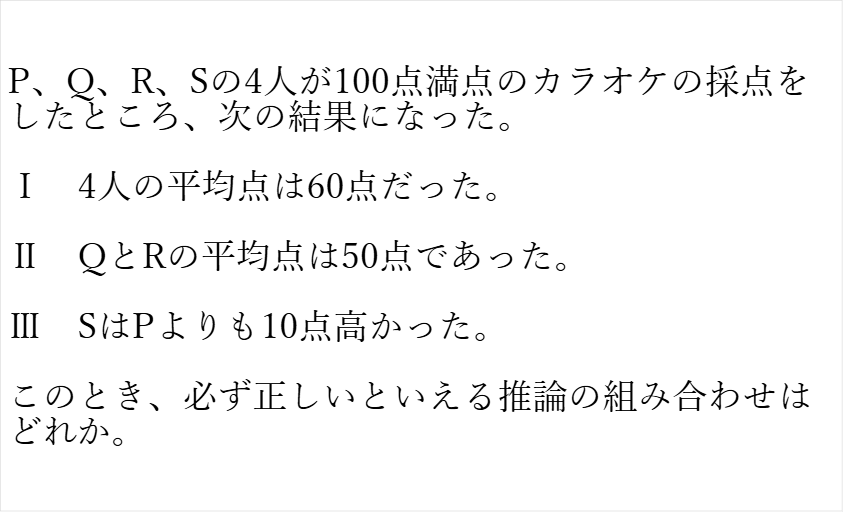 P、Q、R、Sの4人が100点満点のカラオケの採点を
したところ、次の結果になった。
Ⅰ　4人の平均点は60点だった。
Ⅱ　QとRの平均点は50点であった。
Ⅲ　SはPよりも10点高かった。
このとき、必ず正しいといえる推論の組み合わせは
どれか。